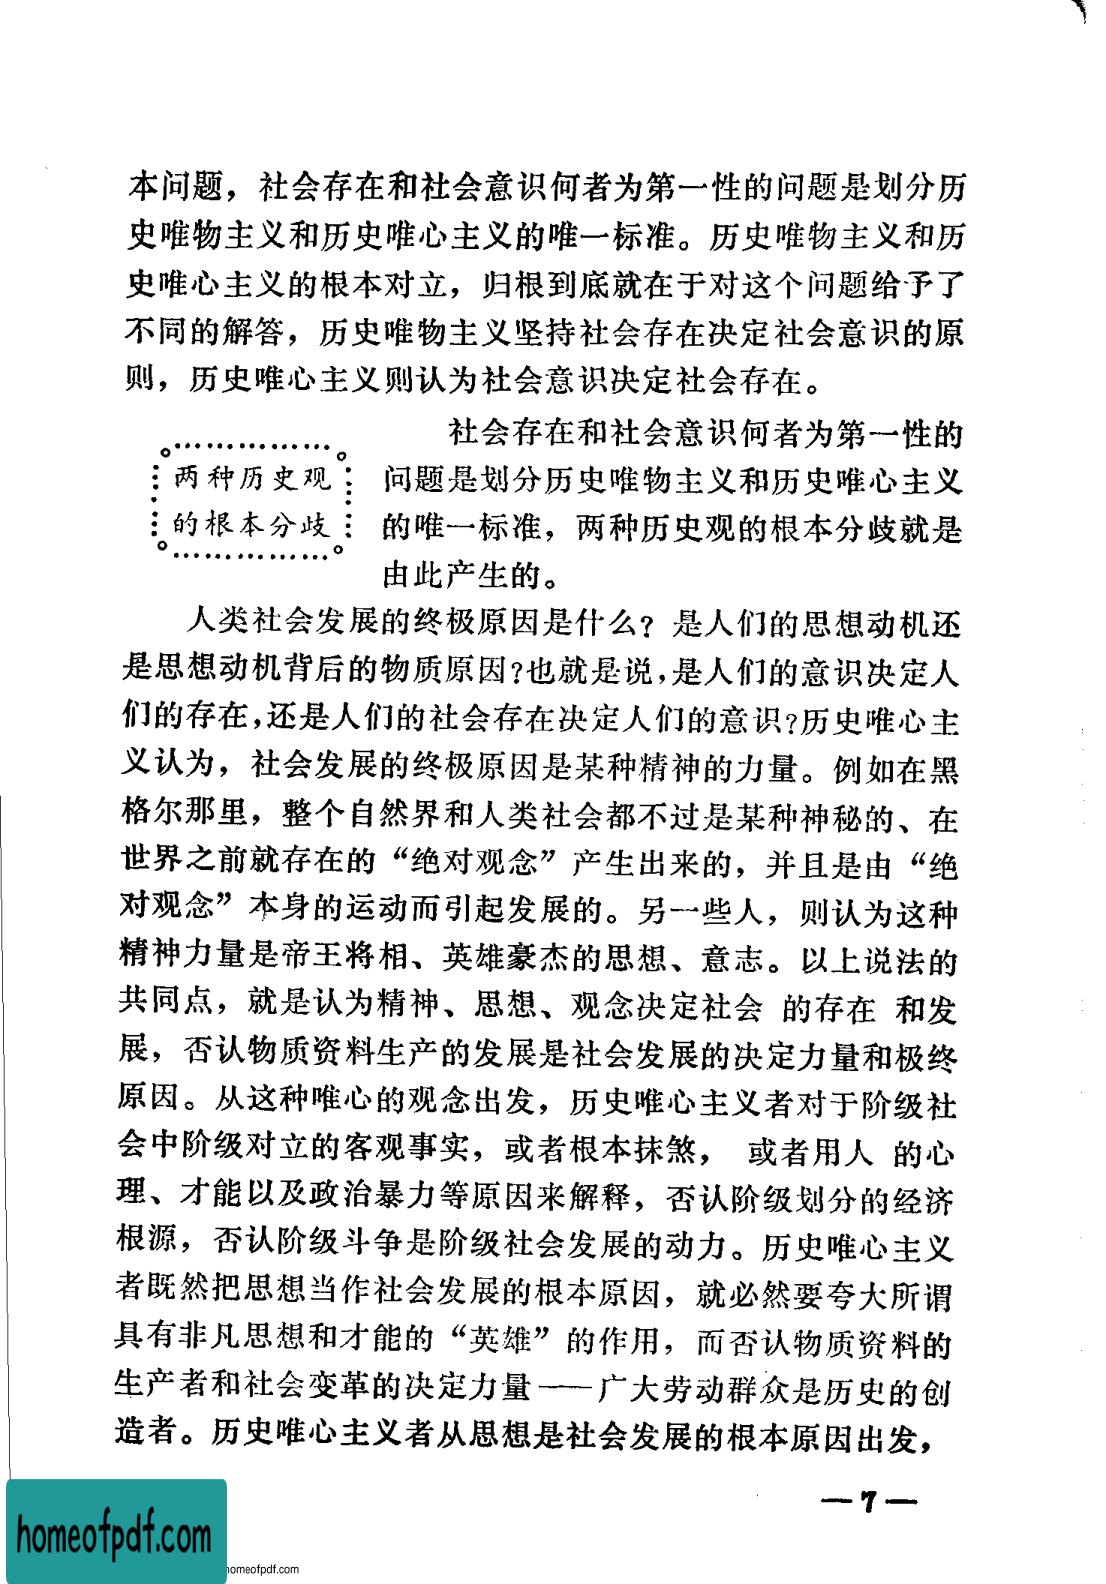 本问题，社会存在和社会意识何者为第一性的问题是划分历
史唯物主义和历史唯心主义的唯一标准。历史唯物主义和历
史唯心主义的根本对立，归根到底就在于对这个问题给予了
不同的解答，历史唯物主义坚持社会存在决定社会意识的原
则，历史唯心主义则认为社会意识决定社会存在。
两种历史观
的根本分歧
社会存在和社会意识何者为第一性的
问题是划分历史唯物主义和历史唯心主义
的唯一标准，两种历史观的根本分歧就是
由此产生的。
人类社会发展的终极原因是什么？是人们的思想动机还
是思想动机背后的物质原因？也就是说，是人们的意识决定人
们的存在，还是人们的社会存在决定人们的意识？历史唯心主
义认为，社会发展的终极原因是某种精神的力量。例如在黑
格尔那里，整个自然界和人类社会都不过是某种神秘的、在
世界之前就存在的“绝对观念”产生出来的，并且是由“绝
对观念”本身的运动而引起发展的。另一些人，则认为这种
精神力量是帝王将相、英雄豪杰的思想、意志。以上说法的
共同点，就是认为精神、思想、观念决定社会 的存在 和发
展，否认物质资料生产的发展是社会发展的决定力量和极终
原因。从这种唯心的观念出发，历史唯心主义者对于阶级社
会中阶级对立的客观事实，或者根本抹煞， 或者用人 的心
理、才能以及政治暴力等原因来解释，否认阶级划分的经济
根源，否认阶级斗争是阶级社会发展的动力。历史唯心主义
者既然把思想当作社会发展的根本原因，就必然要夸大所谓
具有非凡思想和才能的“英雄”的作用，而否认物质资料的
生产者和社会变革的决定力量——广大劳动群众是历史的创
造者。历史唯心主义者从思想是社会发展的根本原因出发，
—7—
homeofpdf.com
homeofpdf.com